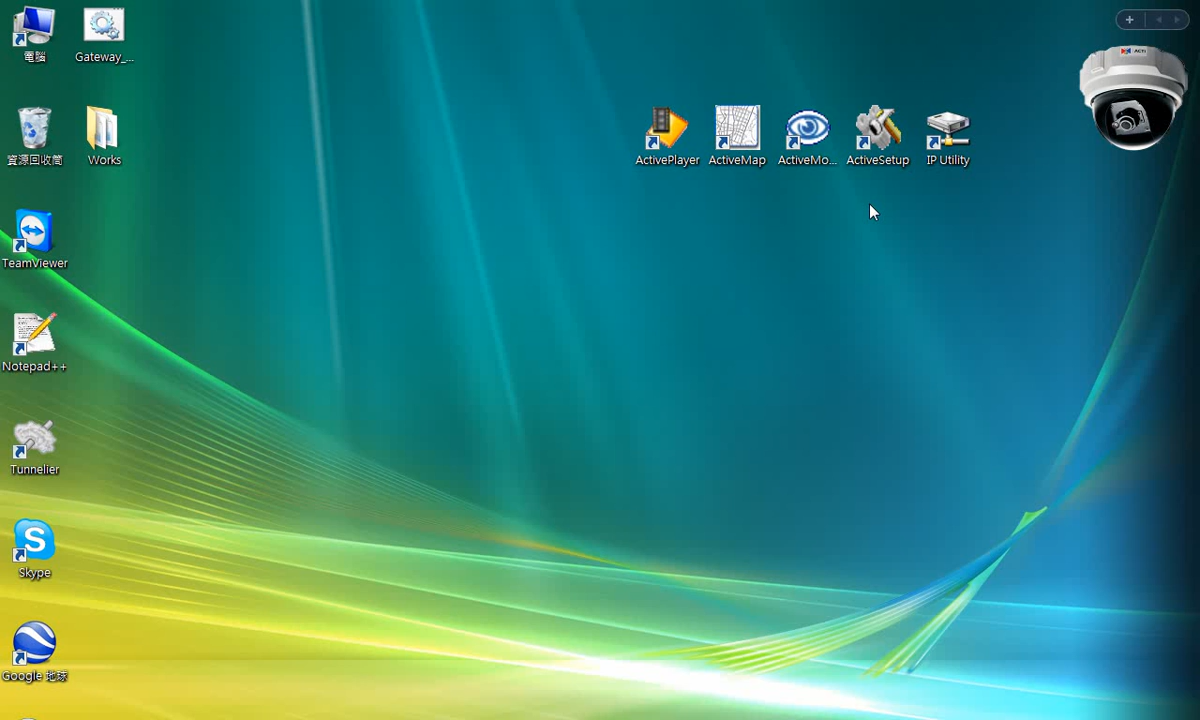 電腦
Gateway_...
ACTi
資源回收筒
Works
ActivePlayer
ActiveMap
ActiveMo...
ActiveSetup
IP Utility
TeamViewer
Notepad++
Tunnelier
Skype
Google 地球